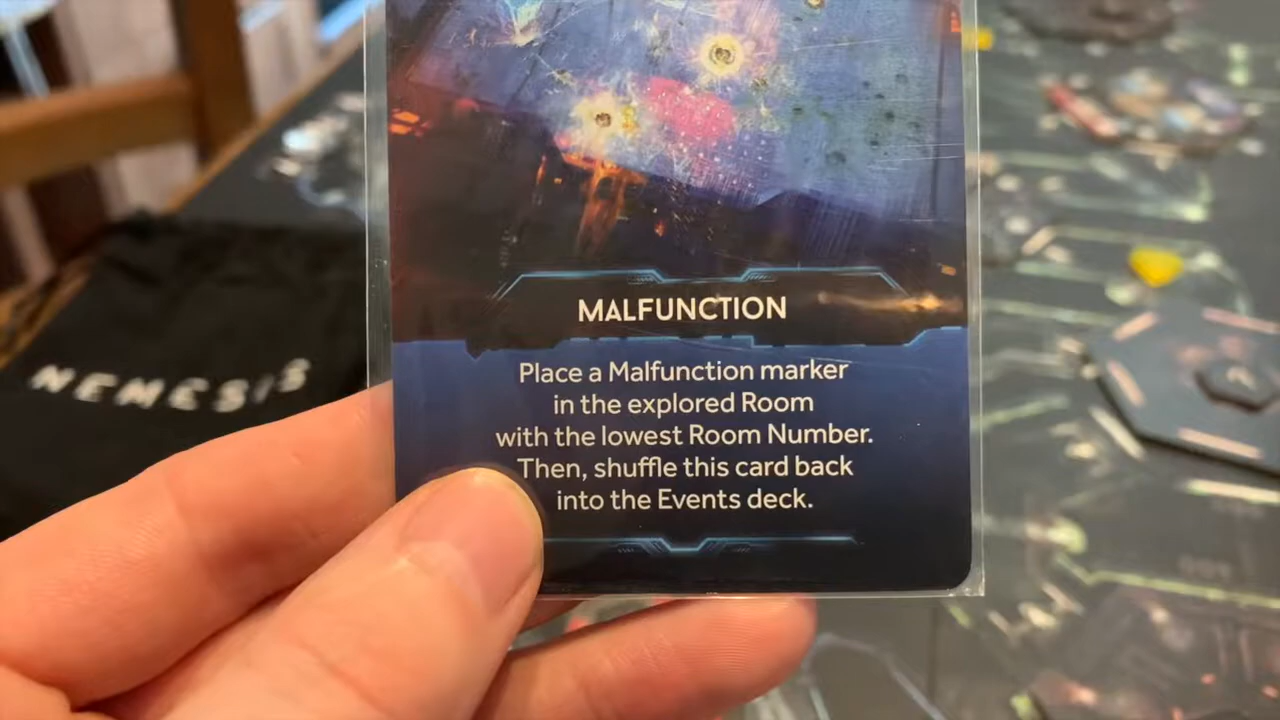 MALFUNCTION
Place a Malfunction marker
in the explored Room
with the lowest Room Number.
Then, shuffle this card back
into the Events deck.
NEMESIS